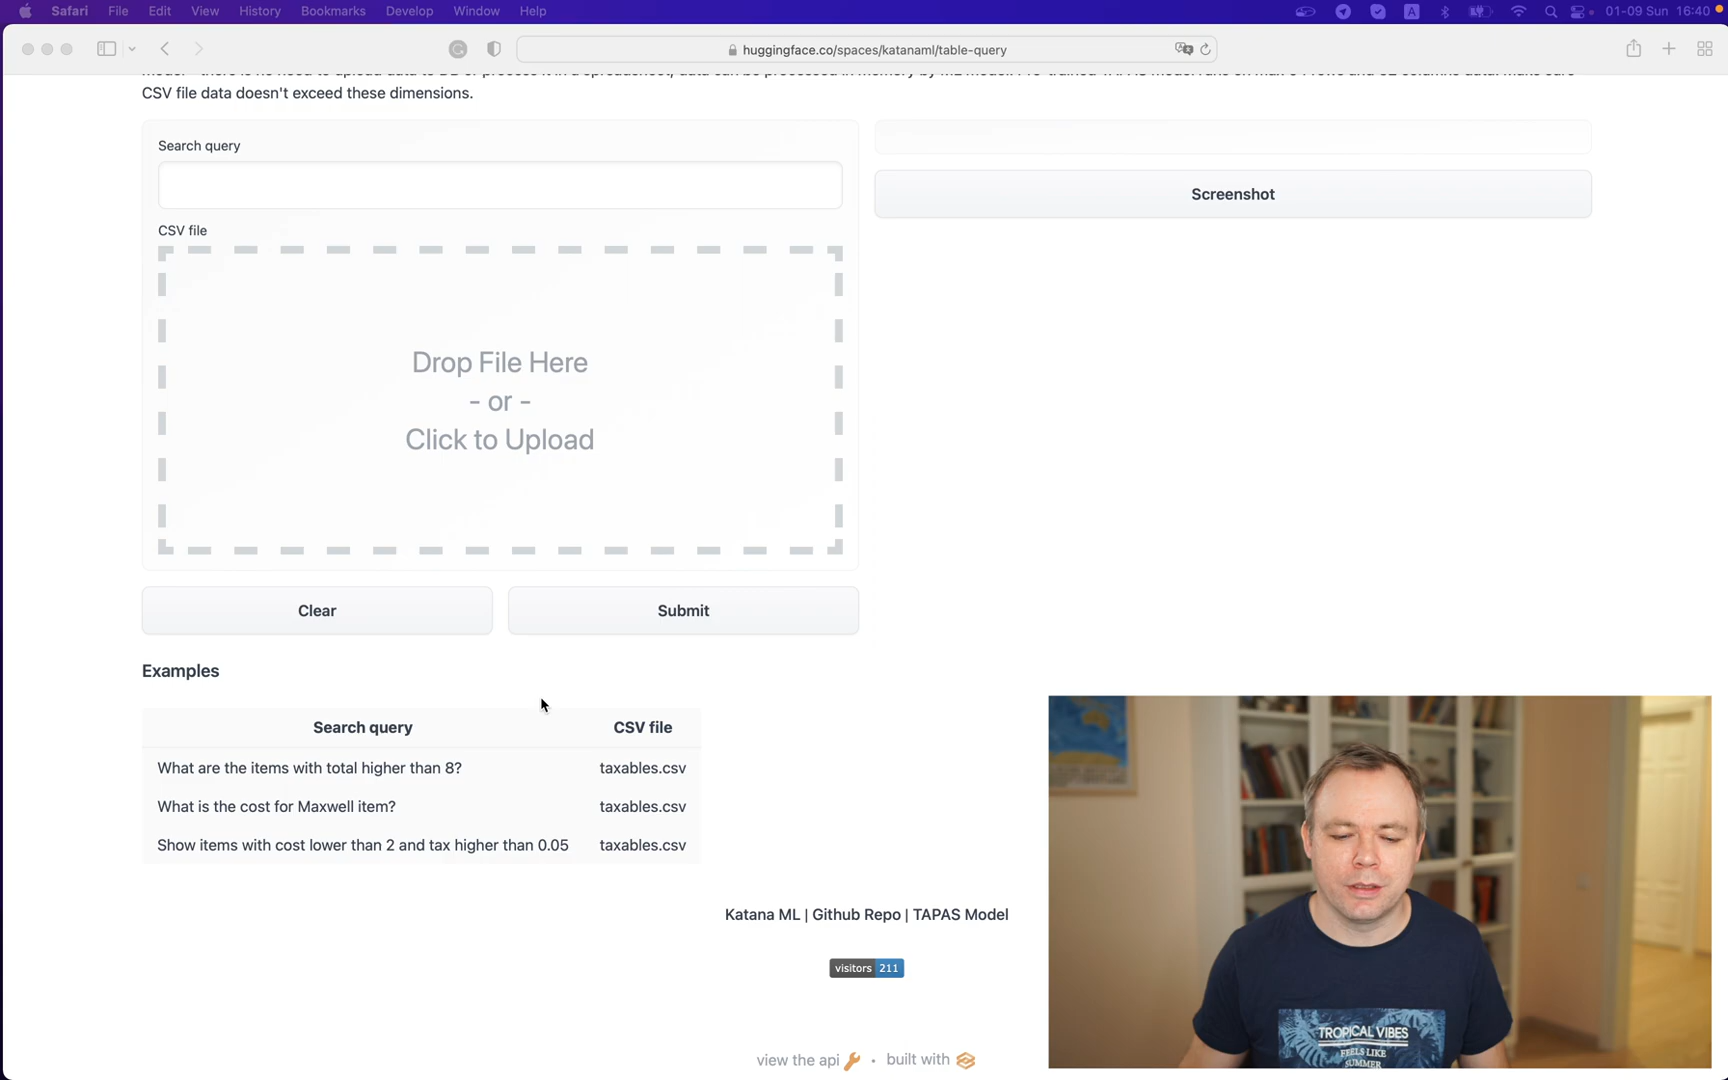 Safari File Edit View History Bookmarks Develop Window Help
A
01-09 Sun 16:40
huggingface.co/spaces/katanaml/table-query
CSV file data doesn't exceed these dimensions.
Search query
Screenshot
CSV file
Drop File Here
- or -
Click to Upload
Clear
Submit
Examples
Search query CSV file
What are the items with total higher than 8? taxables.csv
What is the cost for Maxwell item? taxables.csv
Show items with cost lower than 2 and tax higher than 0.05 taxables.csv
Katana ML | Github Repo | TAPAS Model
visitors 211
view the api · built with
TROPICAL VIBES
FEELS LIKE
SUMMER